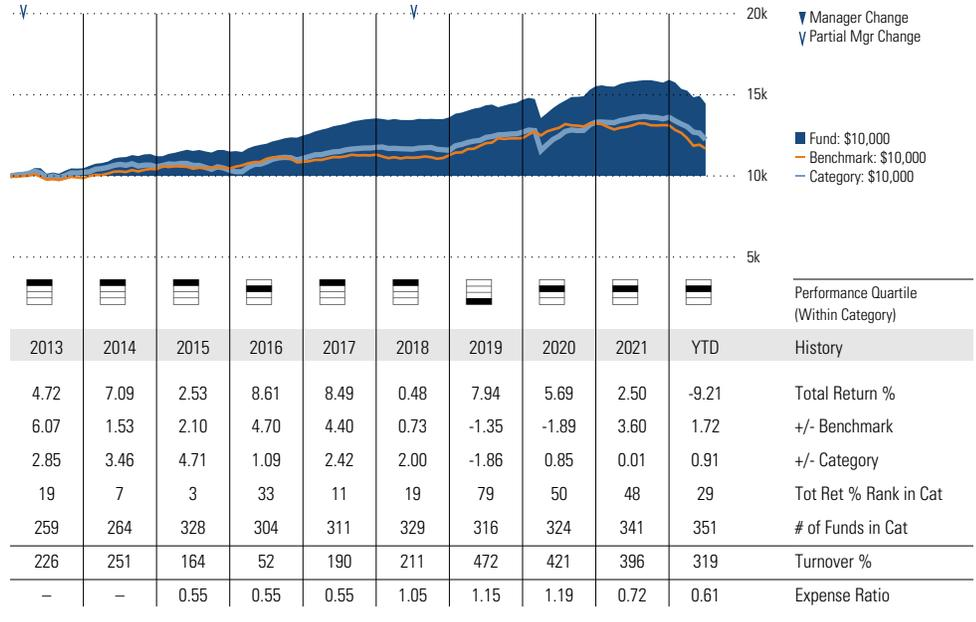 20k
Manager Change
Partial Mgr Change
15k
Fund: $10,000
Benchmark: $10,000
Category: $10,000
10k
5k
Performance Quartile
(Within Category)
2013 2014 2015 2016 2017 2018 2019 2020 2021 YTD History
4.72 7.09 2.53 8.61 8.49 0.48 7.94 5.69 2.50 -9.21 Total Return %
6.07 1.53 2.10 4.70 4.40 0.73 -1.35 -1.89 3.60 1.72 +/- Benchmark
2.85 3.46 4.71 1.09 2.42 2.00 -1.86 0.85 0.01 0.91 +/- Category
19 7 3 33 11 19 79 50 48 29 Tot Ret % Rank in Cat
259 264 328 304 311 329 316 324 341 351 # of Funds in Cat
226 251 164 52 190 211 472 421 396 319 Turnover %
– – 0.55 0.55 0.55 1.05 1.15 1.19 0.72 0.61 Expense Ratio